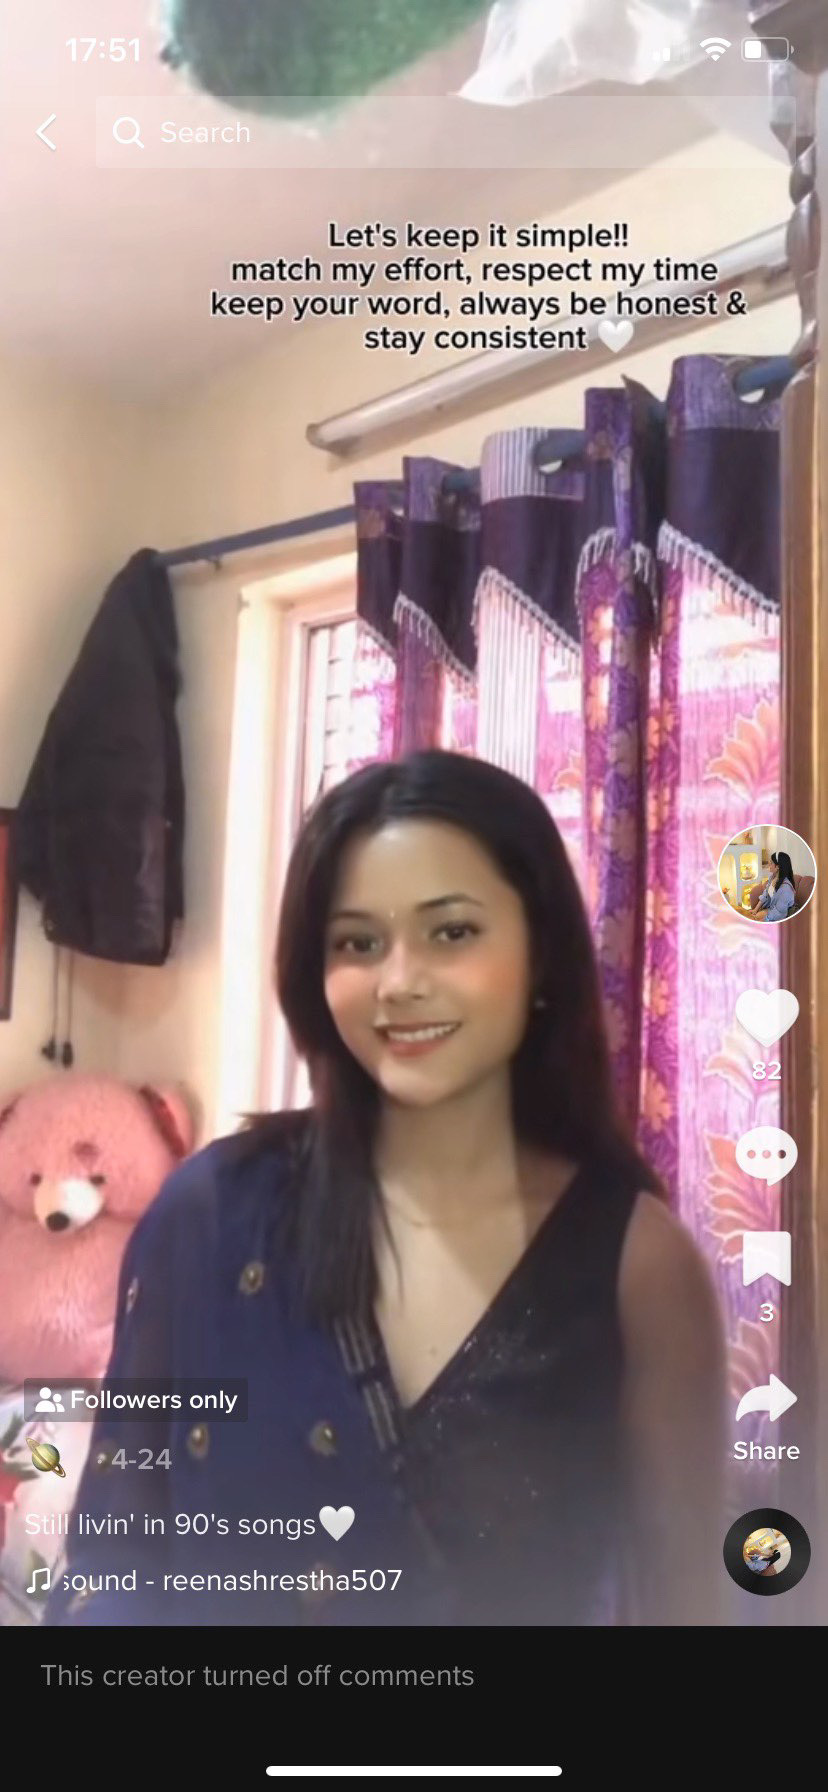 17:51
Search
Let's keep it simple!!
match my effort, respect my time
keep your word, always be honest &
stay consistent 🤍
82
3
Followers only
Share
🪐 · 4-24
Still livin' in 90's songs🤍
sound - reenashrestha507
This creator turned off comments